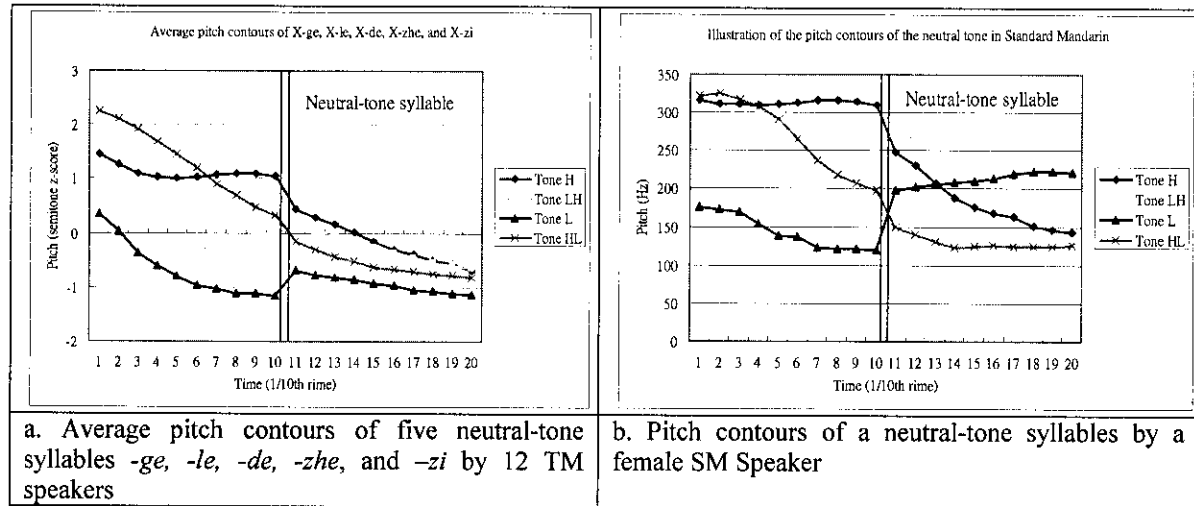 Average pitch contours of X-ge, X-le, X-de, X-zhe, and X-zi
3
2
1
0
-1
-2
Pitch (semitone z-score)
Neutral-tone syllable
Tone H
Tone LH
Tone L
Tone HL
1 2 3 4 5 6 7 8 9 10 11 12 13 14 15 16 17 18 19 20
Time (1/10th rime)
Illustration of the pitch contours of the neutral tone in Standard Mandarin
350
300
250
200
150
100
50
0
Pitch (Hz)
Neutral-tone syllable
Tone H
Tone LH
Tone L
Tone HL
1 2 3 4 5 6 7 8 9 10 11 12 13 14 15 16 17 18 19 20
Time (1/10th rime)
a. Average pitch contours of five neutral-tone
syllables -ge, -le, -de, -zhe, and –zi by 12 TM
speakers
b. Pitch contours of a neutral-tone syllables by a
female SM Speaker